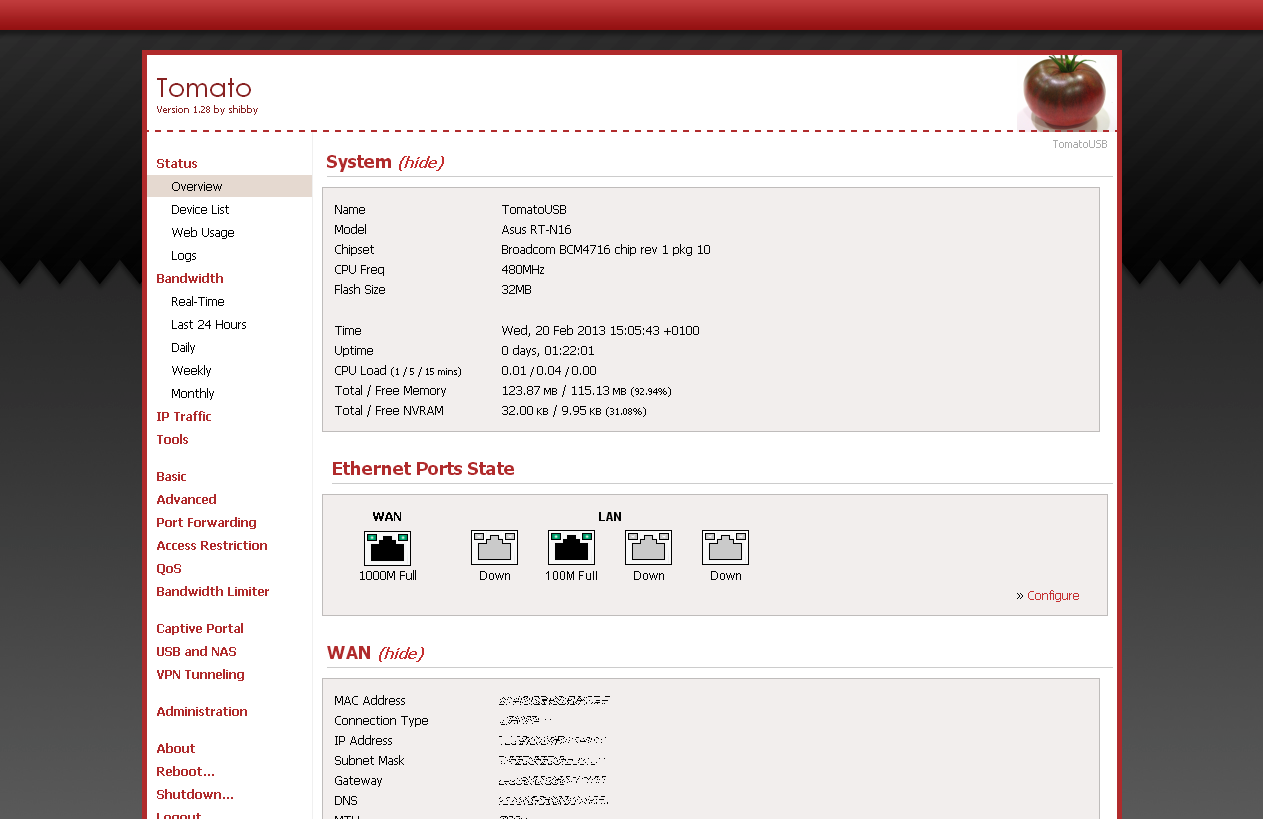 Tomato
Version 1.28 by shibby
TomatoUSB
Status
Overview
Device List
Web Usage
Logs
Bandwidth
Real-Time
Last 24 Hours
Daily
Weekly
Monthly
IP Traffic
Tools
Basic
Advanced
Port Forwarding
Access Restriction
QoS
Bandwidth Limiter
Captive Portal
USB and NAS
VPN Tunneling
Administration
About
Reboot...
Shutdown...
Logout
System (hide)
Name TomatoUSB
Model Asus RT-N16
Chipset Broadcom BCM4716 chip rev 1 pkg 10
CPU Freq 480MHz
Flash Size 32MB
Time Wed, 20 Feb 2013 15:05:43 +0100
Uptime 0 days, 01:22:01
CPU Load (1 / 5 / 15 mins) 0.01 / 0.04 / 0.00
Total / Free Memory 123.87 MB / 115.13 MB (92.94%)
Total / Free NVRAM 32.00 KB / 9.95 KB (31.08%)
Ethernet Ports State
WAN LAN
1000M Full Down 100M Full Down Down
» Configure
WAN (hide)
MAC Address
Connection Type
IP Address
Subnet Mask
Gateway
DNS
MTU